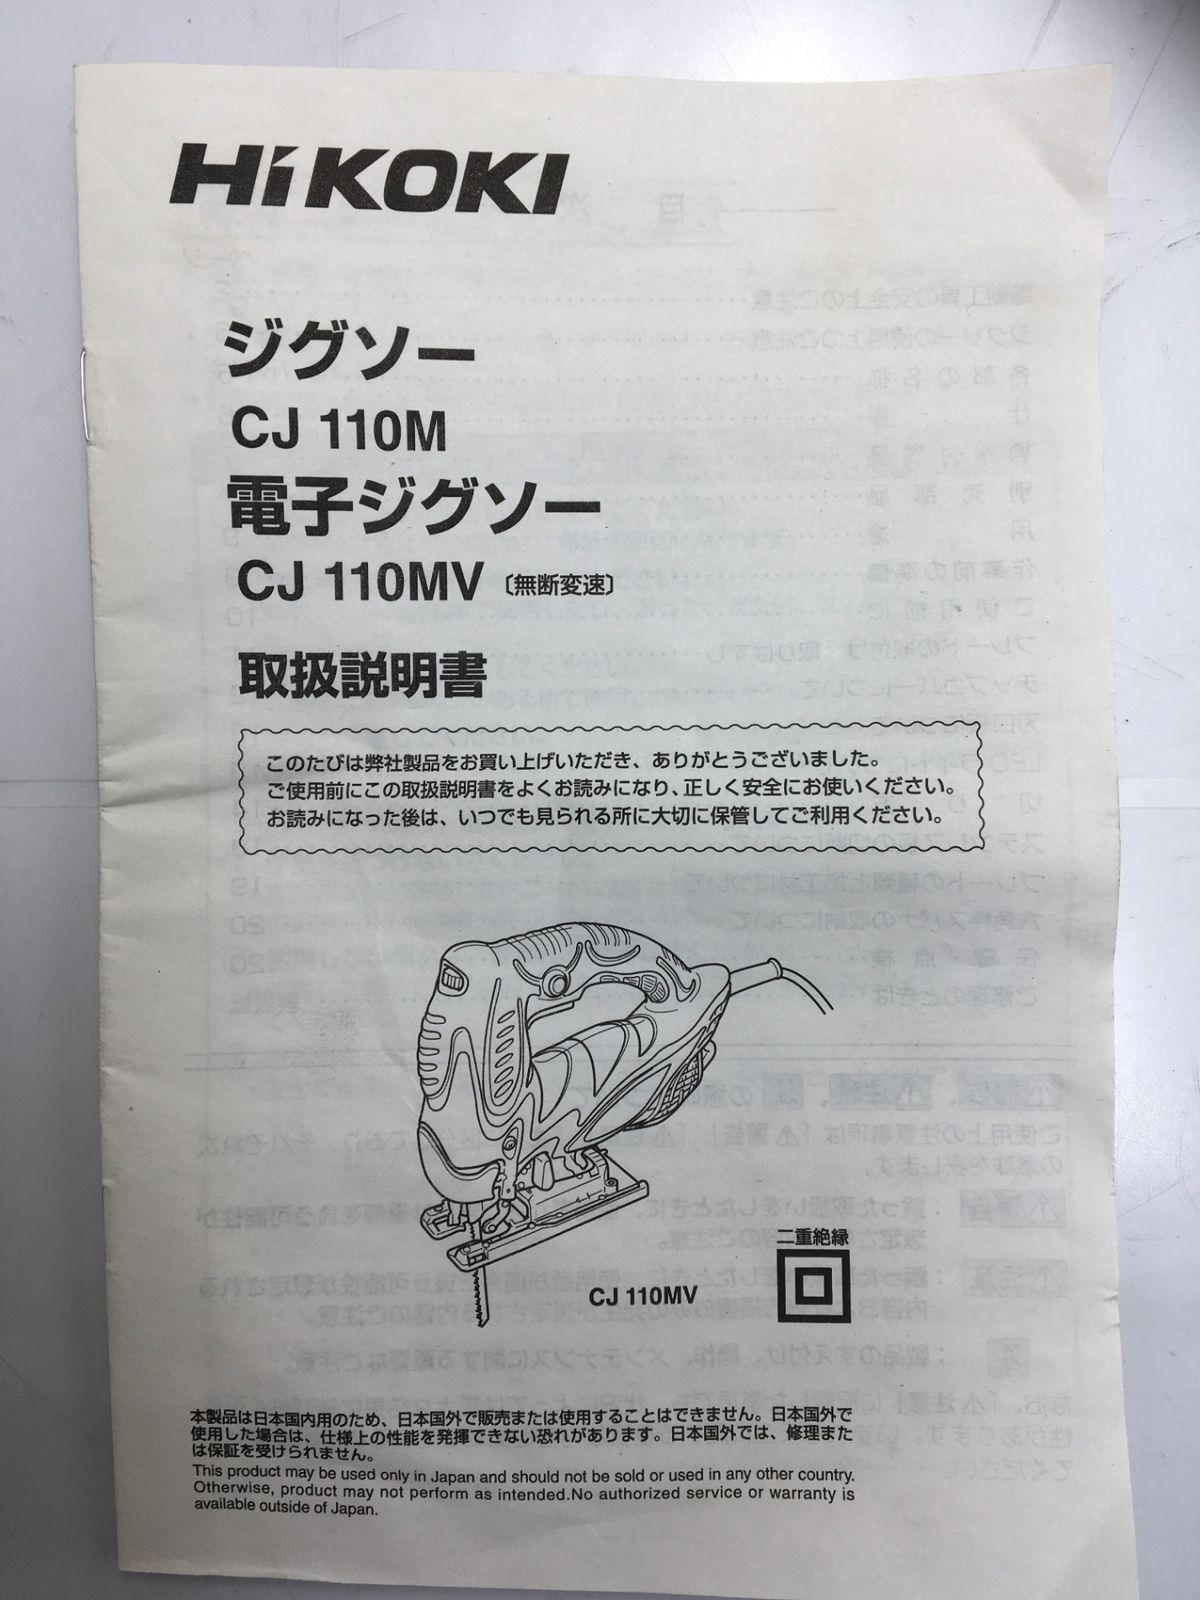 HiKOKI
ジグソー
CJ 110M
電子ジグソー
CJ 110MV〔無断変速〕
取扱説明書
このたびは弊社製品をお買い上げいただき、ありがとうございました。
ご使用前にこの取扱説明書をよくお読みになり、正しく安全にお使いください。
お読みになった後は、いつでも見られる所に大切に保管してご利用ください。
二重絶縁
CJ 110MV
本製品は日本国内用のため、日本国外で販売または使用することはできません。日本国外で
使用した場合は、仕様上の性能を発揮できない恐れがあります。日本国外では、修理また
は保証を受けられません。
This product may be used only in Japan and should not be sold or used in any other country.
Otherwise, product may not perform as intended.No authorized service or warranty is
available outside of Japan.